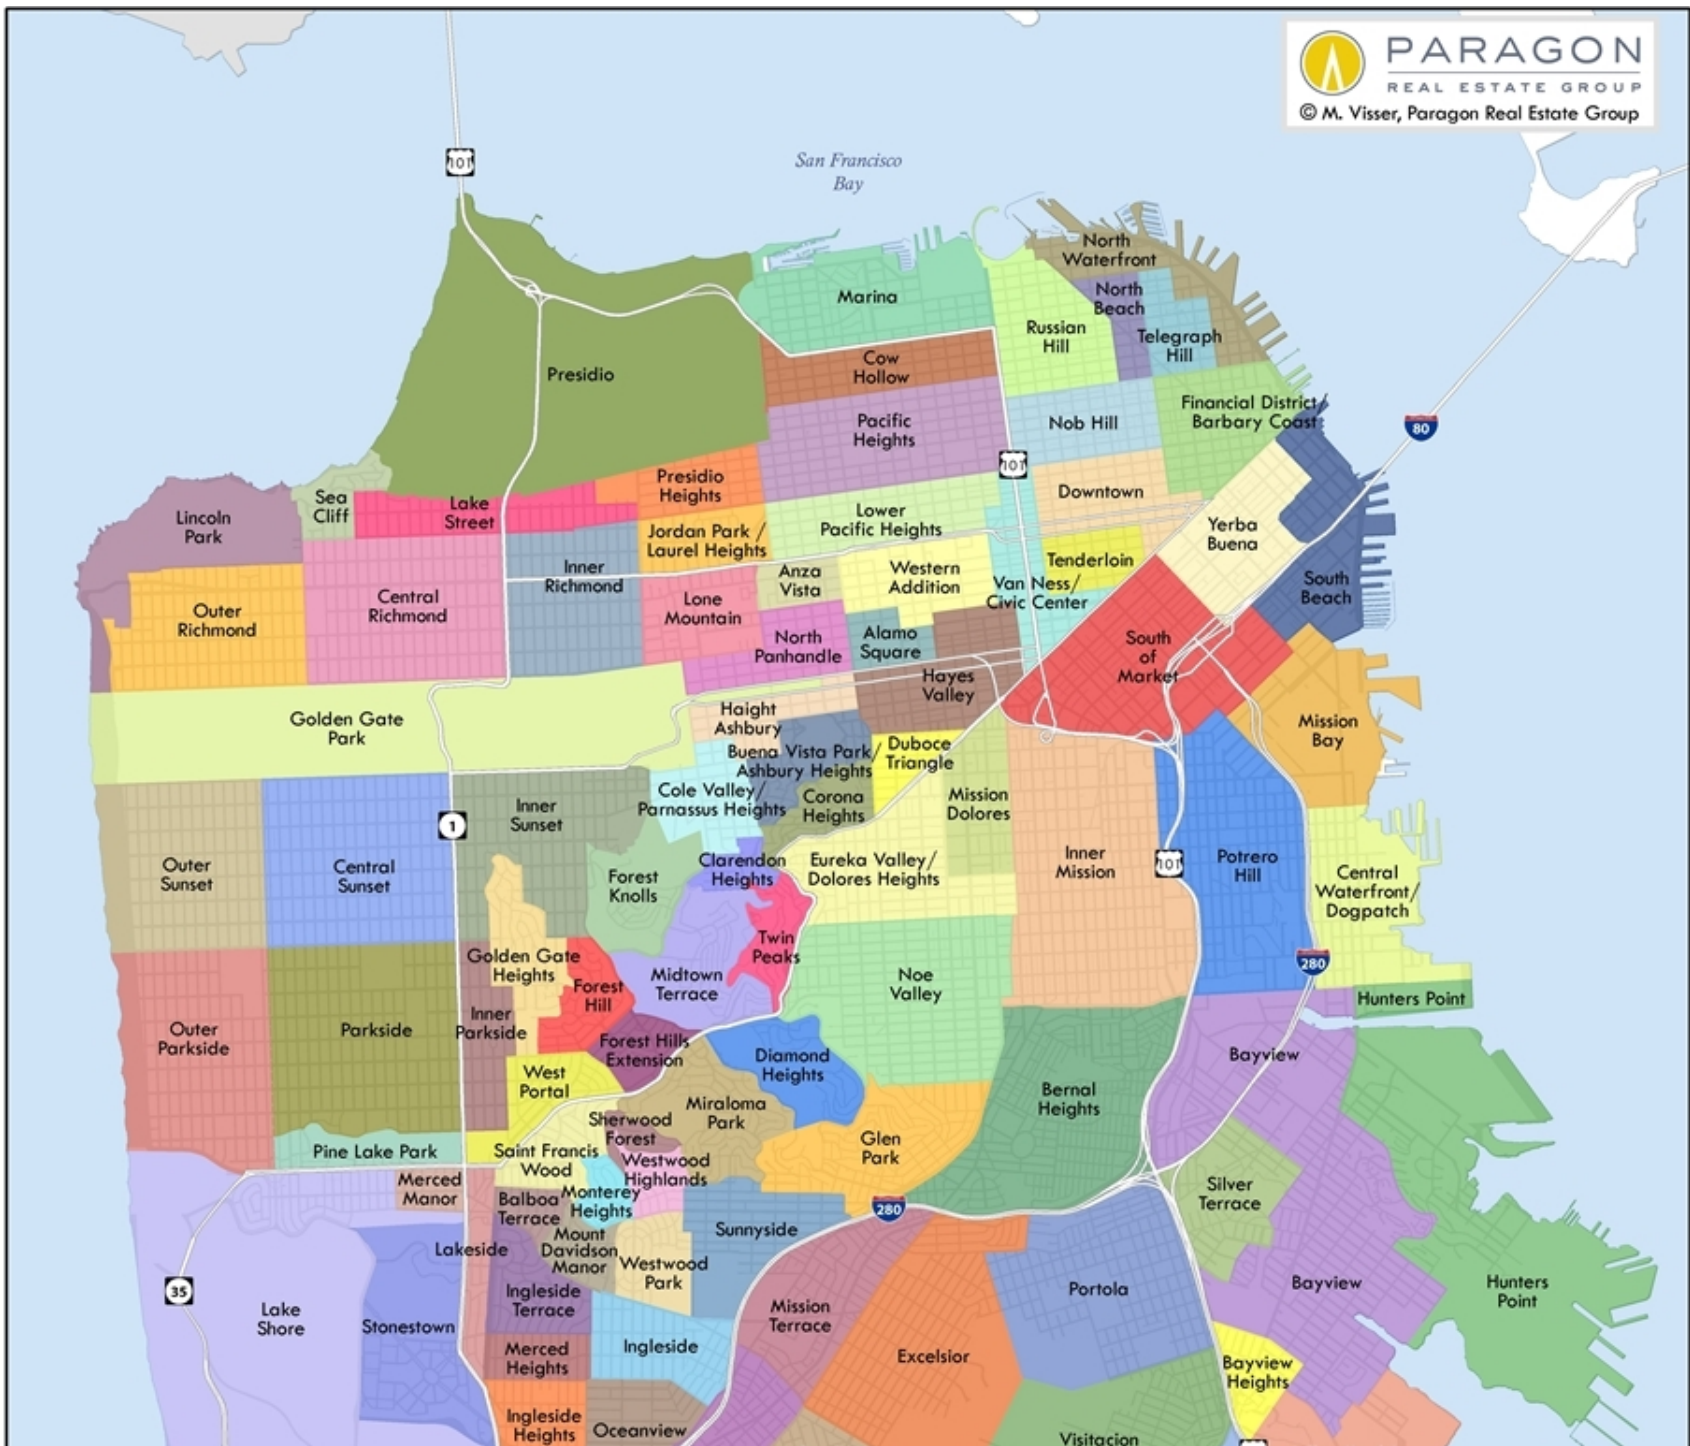 PARAGON
REAL ESTATE GROUP
© M. Visser, Paragon Real Estate Group
101
San Francisco
Bay
North
Waterfront
Marina
North
Beach
Russian
Hill
Telegraph
Hill
Presidio
Cow
Hollow
Pacific
Heights
Nob Hill
Financial District/
Barbary Coast
80
101
Presidio
Heights
Downtown
Sea
Cliff
Lake
Street
Lincoln
Park
Lower
Pacific Heights
Jordan Park /
Laurel Heights
Yerba
Buena
Tenderloin
Inner
Richmond
Anza
Vista
Western
Addition
Van Ness/
Civic Center
South
Beach
Outer
Richmond
Central
Richmond
Lone
Mountain
North
Panhandle
Alamo
Square
South
of
Market
Hayes
Valley
Golden Gate
Park
Haight
Ashbury
Mission
Bay
Buena Vista Park/
Ashbury Heights
Duboce
Triangle
Cole Valley/
Parnassus Heights
Corona
Heights
Mission
Dolores
Inner
Sunset
1
Outer
Sunset
Central
Sunset
Forest
Knolls
Clarendon
Heights
Eureka Valley/
Dolores Heights
Inner
Mission
101
Potrero
Hill
Central
Waterfront/
Dogpatch
Twin
Peaks
Golden Gate
Heights
Midtown
Terrace
Noe
Valley
280
Forest
Hill
Hunters Point
Outer
Parkside
Parkside
Inner
Parkside
Forest Hills
Extension
Diamond
Heights
Bayview
West
Portal
Bernal
Heights
Miraloma
Park
Sherwood
Forest
Glen
Park
Pine Lake Park
Saint Francis
Wood
Westwood
Highlands
Merced
Manor
Balboa
Terrace
Monterey
Heights
280
Silver
Terrace
Sunnyside
Mount
Davidson
Manor
Lakeside
Westwood
Park
35
Ingleside
Terrace
Lake
Shore
Stonestown
Mission
Terrace
Portola
Bayview
Hunters
Point
Merced
Heights
Ingleside
Excelsior
Bayview
Heights
Ingleside
Heights
Oceanview
Visitacion